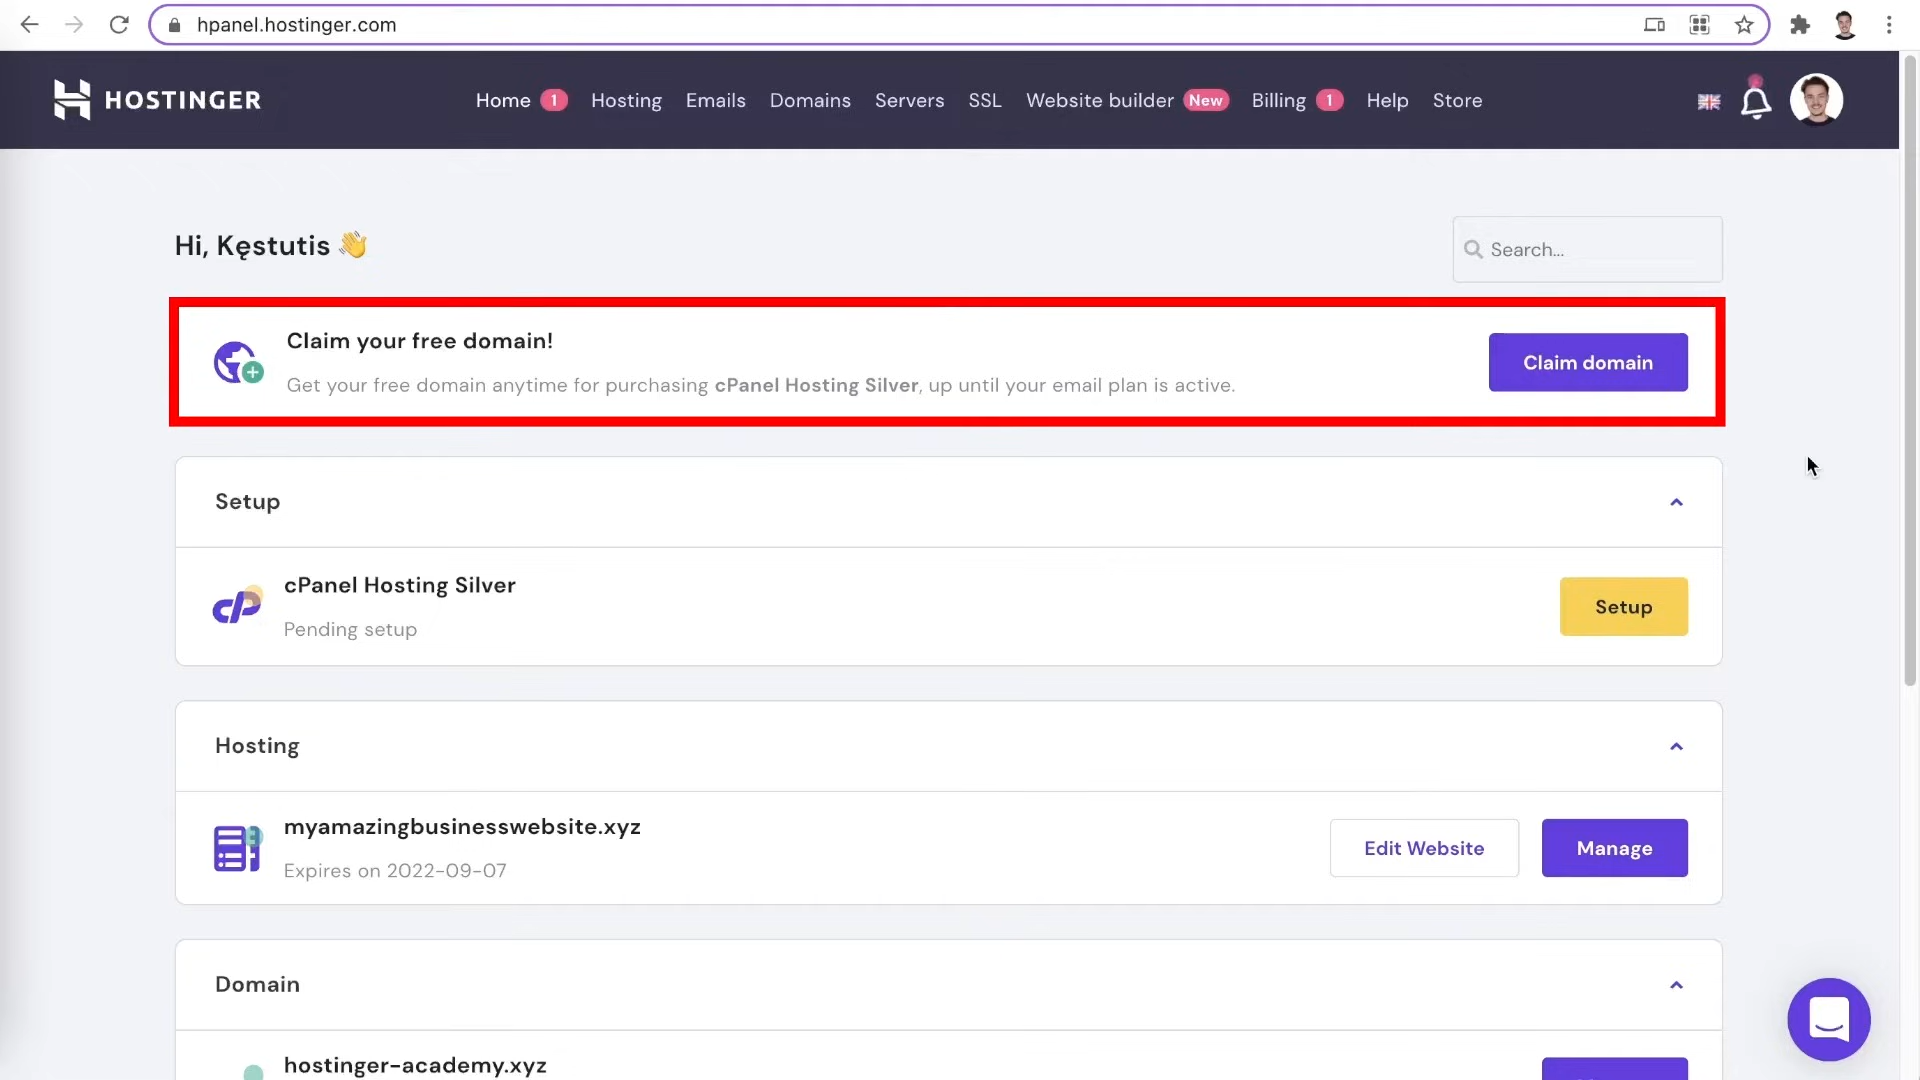 hpanel.hostinger.com
HOSTINGER
Home 1 Hosting Emails Domains Servers SSL Website builder New Billing 1 Help Store
Hi, Kęstutis 👋
Search...
Claim your free domain!
Get your free domain anytime for purchasing cPanel Hosting Silver, up until your email plan is active.
Claim domain
Setup
cPanel Hosting Silver
Pending setup
Setup
Hosting
myamazingbusinesswebsite.xyz
Expires on 2022-09-07
Edit Website
Manage
Domain
hostinger-academy.xyz